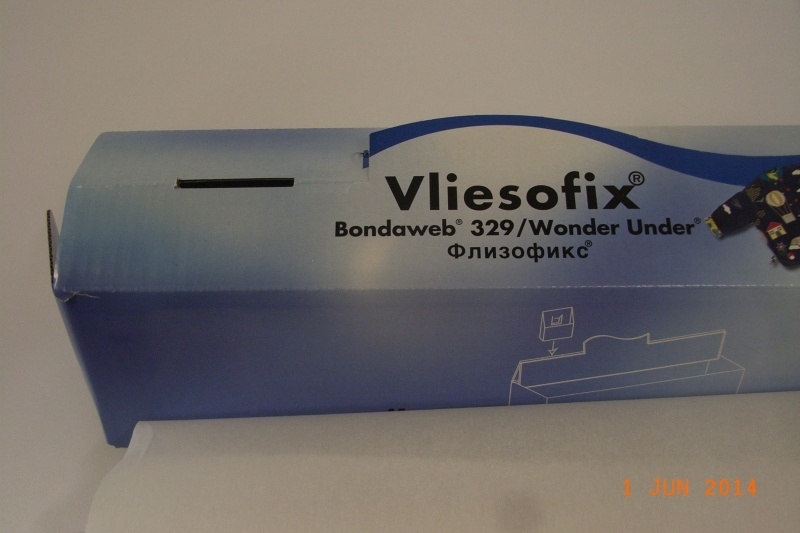 Vliesofix®
Bondaweb® 329/Wonder Under®
Флизофикс®
1 JUN 2014